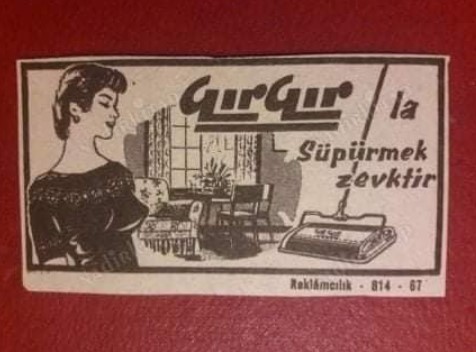 GırGır la
Süpürmek
zevktir
Reklâmcılık - 814 - 67